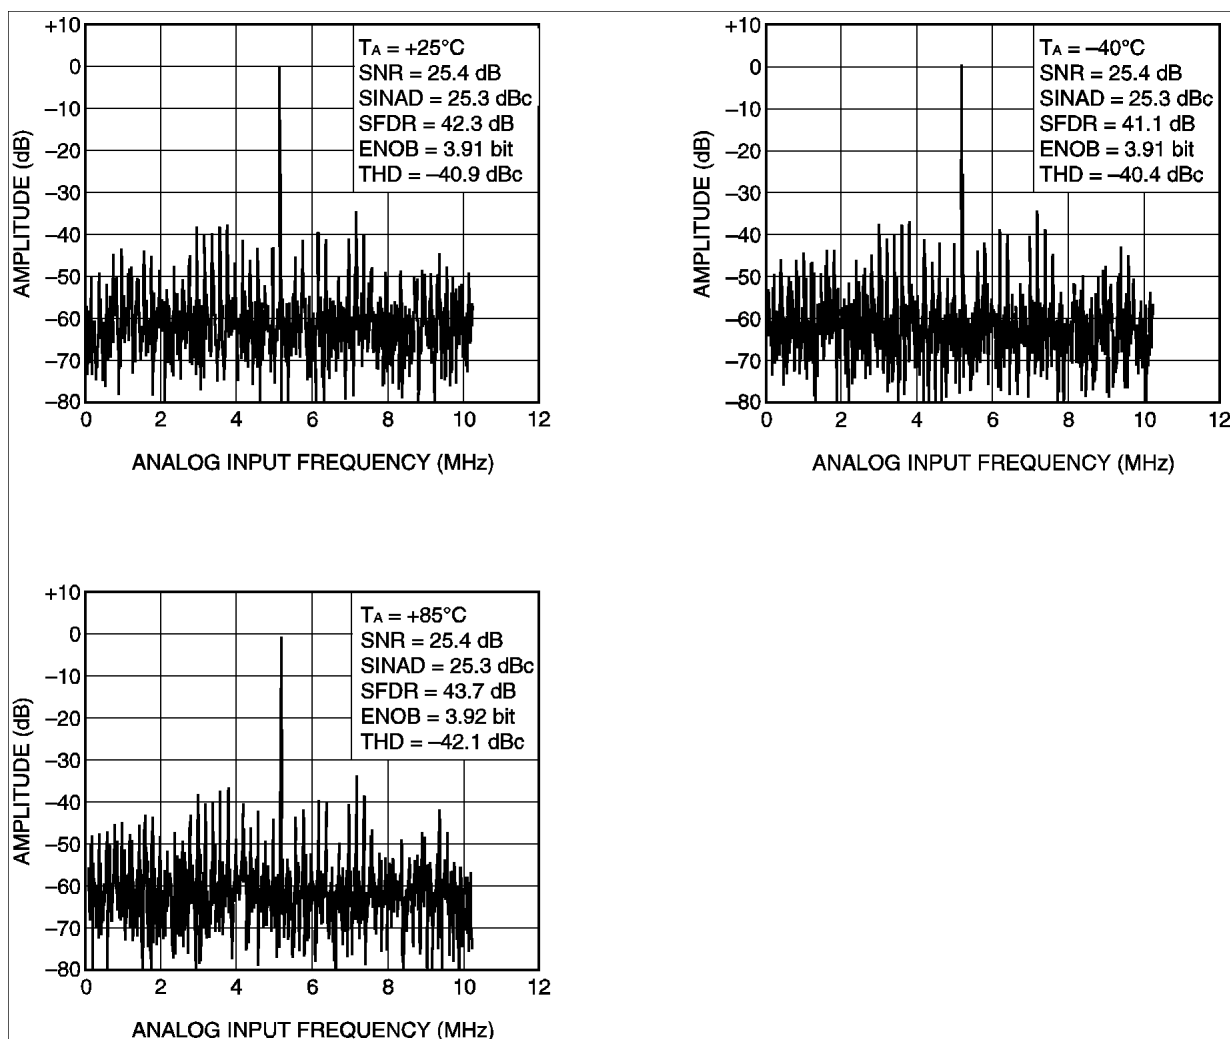 +10
0
–10
–20
–30
–40
–50
–60
–70
–80
AMPLITUDE (dB)
TA = +25°C
SNR = 25.4 dB
SINAD = 25.3 dBc
SFDR = 42.3 dB
ENOB = 3.91 bit
THD = –40.9 dBc
0 2 4 6 8 10 12
ANALOG INPUT FREQUENCY (MHz)
+10
0
–10
–20
–30
–40
–50
–60
–70
–80
AMPLITUDE (dB)
TA = –40°C
SNR = 25.4 dB
SINAD = 25.3 dBc
SFDR = 41.1 dB
ENOB = 3.91 bit
THD = –40.4 dBc
0 2 4 6 8 10 12
ANALOG INPUT FREQUENCY (MHz)
+10
0
–10
–20
–30
–40
–50
–60
–70
–80
AMPLITUDE (dB)
TA = +85°C
SNR = 25.4 dB
SINAD = 25.3 dBc
SFDR = 43.7 dB
ENOB = 3.92 bit
THD = –42.1 dBc
0 2 4 6 8 10 12
ANALOG INPUT FREQUENCY (MHz)